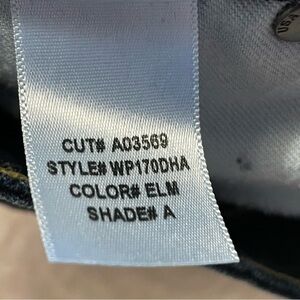 CUT# A03569
STYLE# WP170DHA
COLOR# ELM
SHADE# A